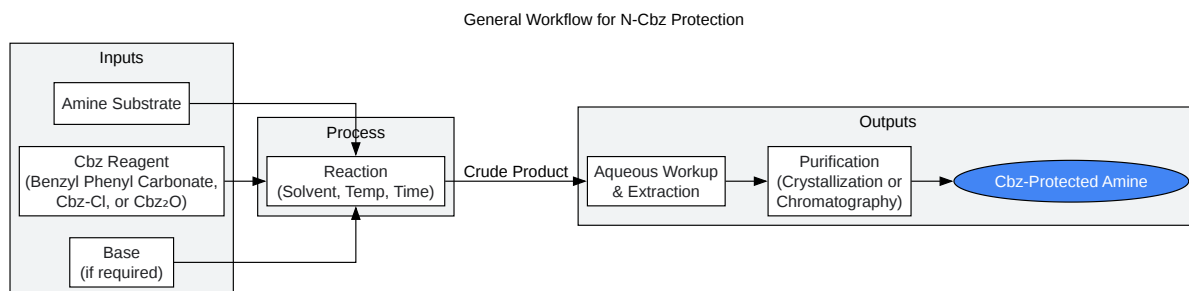 General Workflow for N-Cbz Protection
Inputs
Amine Substrate
Cbz Reagent
(Benzyl Phenyl Carbonate,
Cbz-Cl, or Cbz₂O)
Base
(if required)
Process
Reaction
(Solvent, Temp, Time)
Crude Product
Outputs
Aqueous Workup
& Extraction
Purification
(Crystallization or
Chromatography)
Cbz-Protected Amine